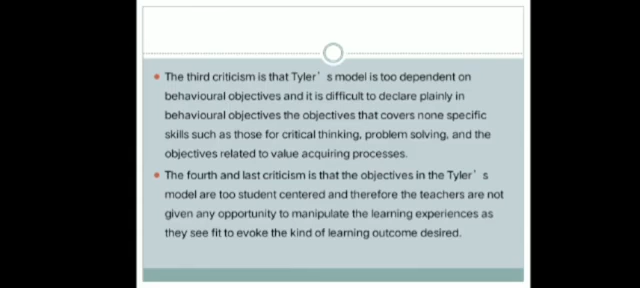 • The third criticism is that Tyler's model is too dependent on
behavioural objectives and it is difficult to declare plainly in
behavioural objectives the objectives that covers none specific
skills such as those for critical thinking, problem solving, and the
objectives related to value acquiring processes.
• The fourth and last criticism is that the objectives in the Tyler's
model are too student centered and therefore the teachers are not
given any opportunity to manipulate the learning experiences as
they see fit to evoke the kind of learning outcome desired.